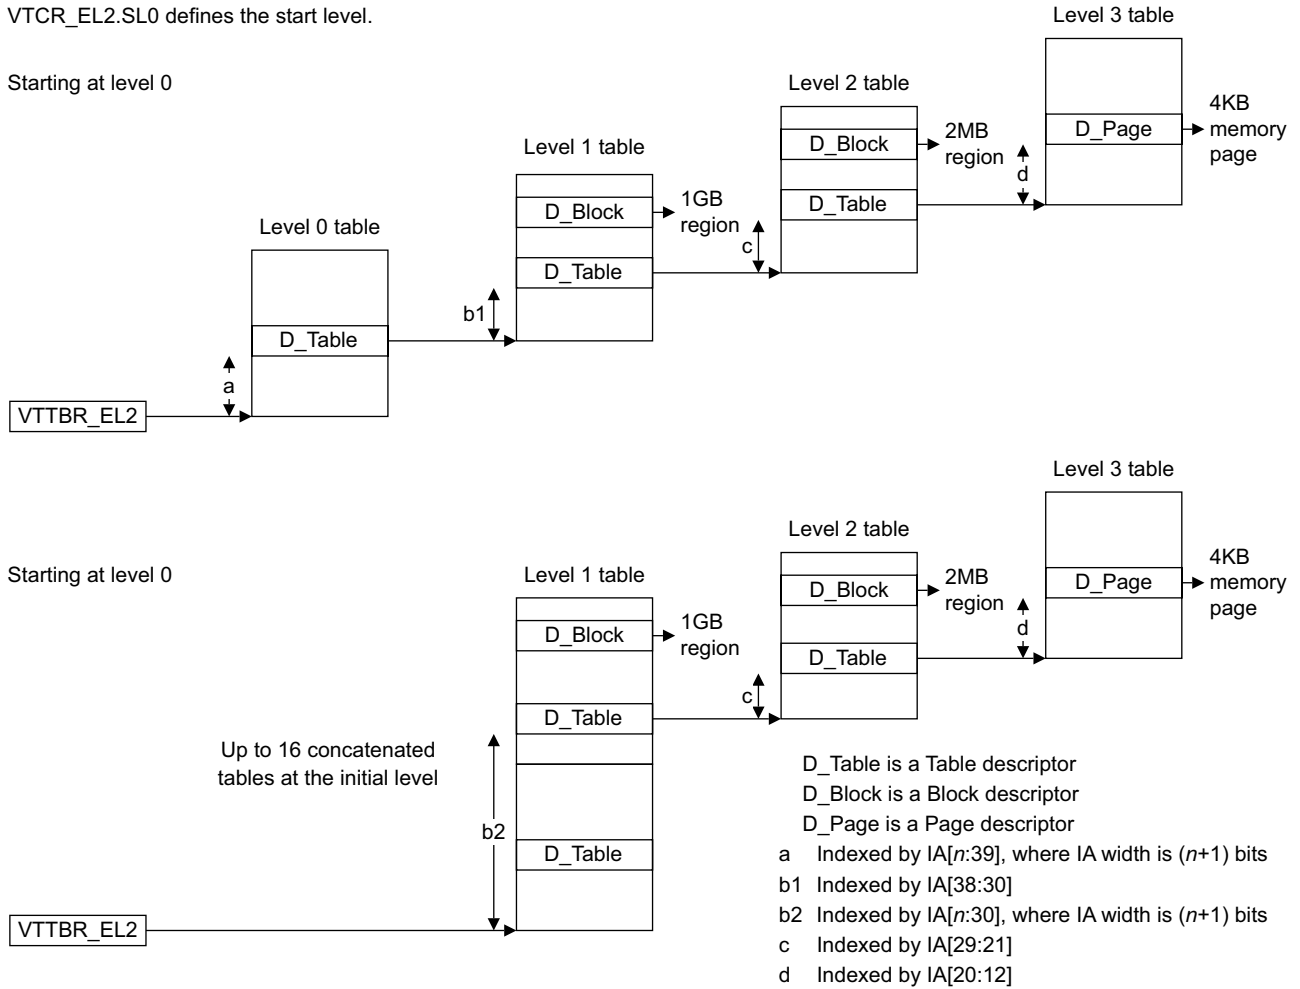 VTCR_EL2.SL0 defines the start level.
Level 3 table
Starting at level 0
Level 2 table
4KB
memory
page
D_Page
2MB
region
D_Block
d
Level 1 table
1GB
region
D_Block
D_Table
c
Level 0 table
D_Table
b1
D_Table
a
VTTBR_EL2
Level 3 table
Level 2 table
4KB
memory
page
Starting at level 0
Level 1 table
D_Block
2MB
region
D_Page
d
D_Block
1GB
region
D_Table
c
D_Table
Up to 16 concatenated
tables at the initial level
b2
D_Table
VTTBR_EL2
D_Table is a Table descriptor
D_Block is a Block descriptor
D_Page is a Page descriptor
a Indexed by IA[n:39], where IA width is (n+1) bits
b1 Indexed by IA[38:30]
b2 Indexed by IA[n:30], where IA width is (n+1) bits
c Indexed by IA[29:21]
d Indexed by IA[20:12]